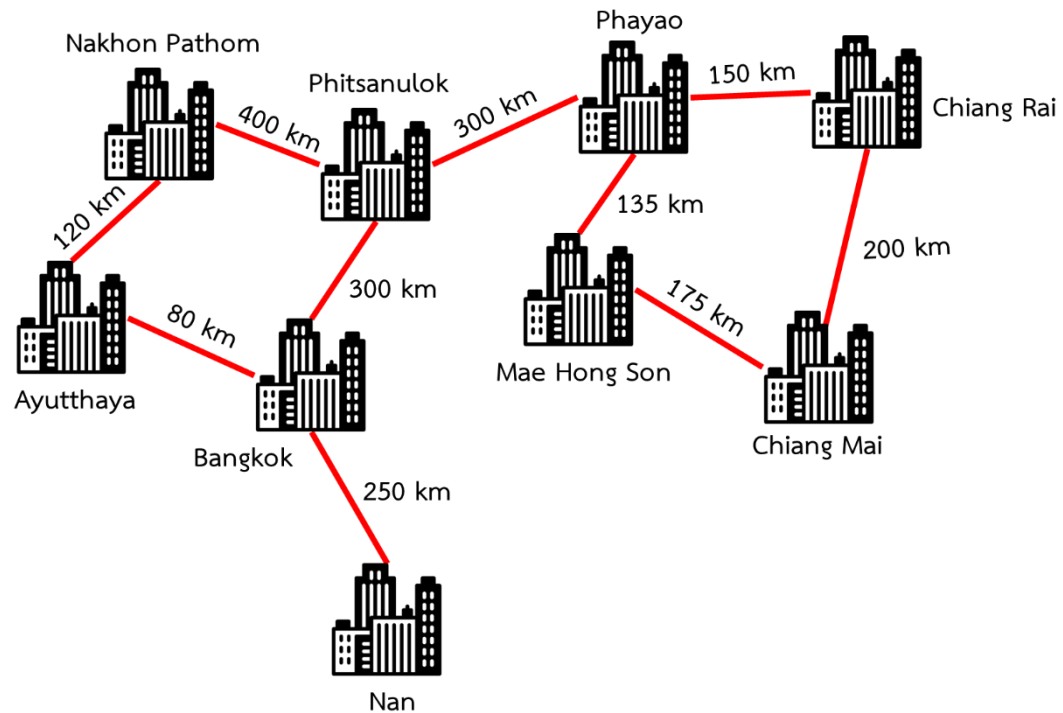 Phayao
Nakhon Pathom
150 km
Phitsanulok
300 km
Chiang Rai
400 km
120 km
135 km
200 km
300 km
175 km
80 km
Mae Hong Son
Ayutthaya
Chiang Mai
Bangkok
250 km
Nan